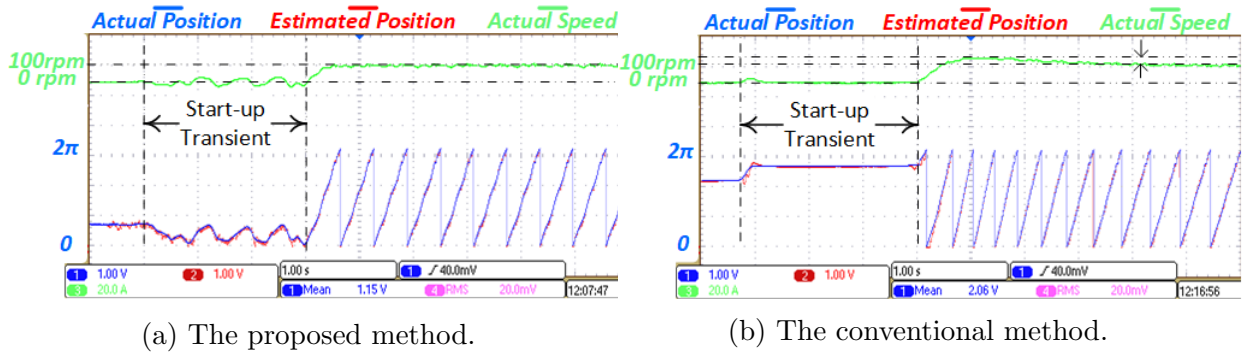 Actual Position Estimated Position Actual Speed
100rpm
0 rpm
Start-up
Transient
2π
0
1 1.00 V 2 1.00 V 1.00 s 1 40.0mV
3 20.0 A 1 Mean 1.15 V 4 RMS 20.0mV 12:07:47
(a) The proposed method.
Actual Position Estimated Position Actual Speed
100rpm
0 rpm
Start-up
Transient
2π
0
1 1.00 V 2 1.00 V 1.00 s 1 40.0mV
3 20.0 A 1 Mean 2.06 V 4 RMS 20.0mV 12:16:56
(b) The conventional method.